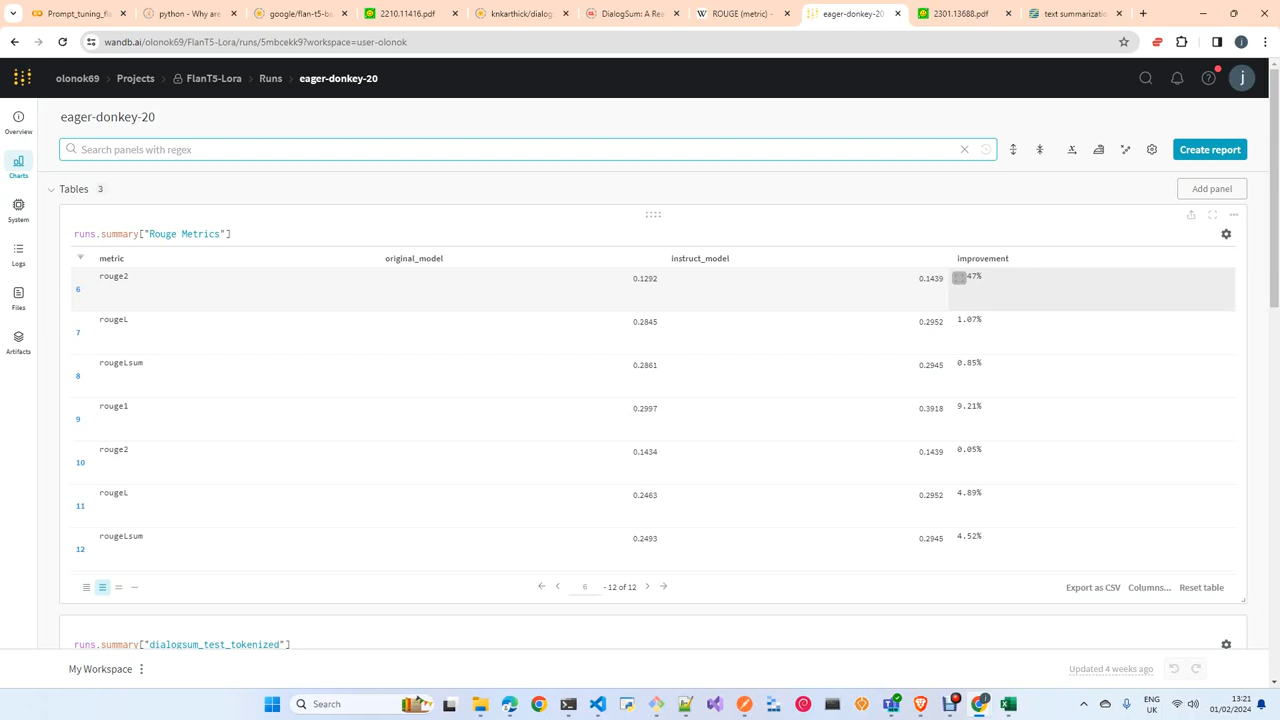 Prompt_tuning_fl
python - Why are
google/flan-t5-ba
2210.11416.pdf
knkarthick/dialog
DialogSum: A Rea
ROUGE (metric) -
eager-donkey-20
2301.13688.pdf
text summarization
wandb.ai/olonok69/FlanT5-Lora/runs/5mbcekk9?workspace=user-olonok
olonok69 > Projects > FlanT5-Lora > Runs > eager-donkey-20
j
Overview
Charts
System
Logs
Files
Artifacts
eager-donkey-20
Search panels with regex
Create report
Tables 3
Add panel
runs.summary["Rouge Metrics"]
metric original_model instruct_model improvement
6 rouge2 0.1292 0.1439 47%
7 rougeL 0.2845 0.2952 1.07%
8 rougeLsum 0.2861 0.2945 0.85%
9 rouge1 0.2997 0.3918 9.21%
10 rouge2 0.1434 0.1439 0.05%
11 rougeL 0.2463 0.2952 4.89%
12 rougeLsum 0.2493 0.2945 4.52%
6 - 12 of 12
Export as CSV Columns... Reset table
runs.summary["dialogsum_test_tokenized"]
My Workspace
Updated 4 weeks ago
Search
ENG
UK
13:21
01/02/2024